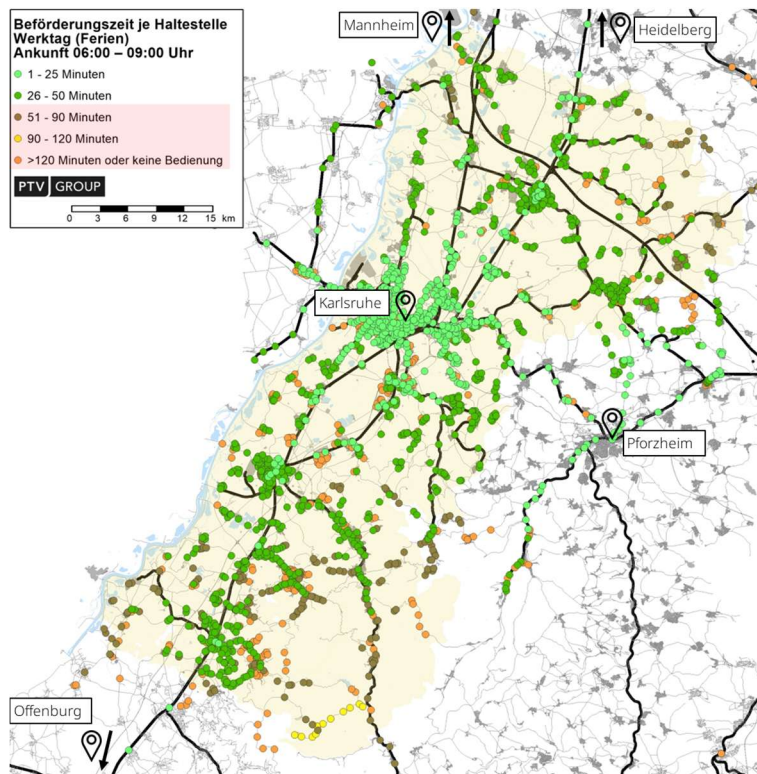 Beförderungszeit je Haltestelle
Werktag (Ferien)
Ankunft 06:00 – 09:00 Uhr
1 - 25 Minuten
26 - 50 Minuten
51 - 90 Minuten
90 - 120 Minuten
>120 Minuten oder keine Bedienung
PTV GROUP
0 3 6 9 12 15 km
Mannheim
Heidelberg
Karlsruhe
Pforzheim
Offenburg